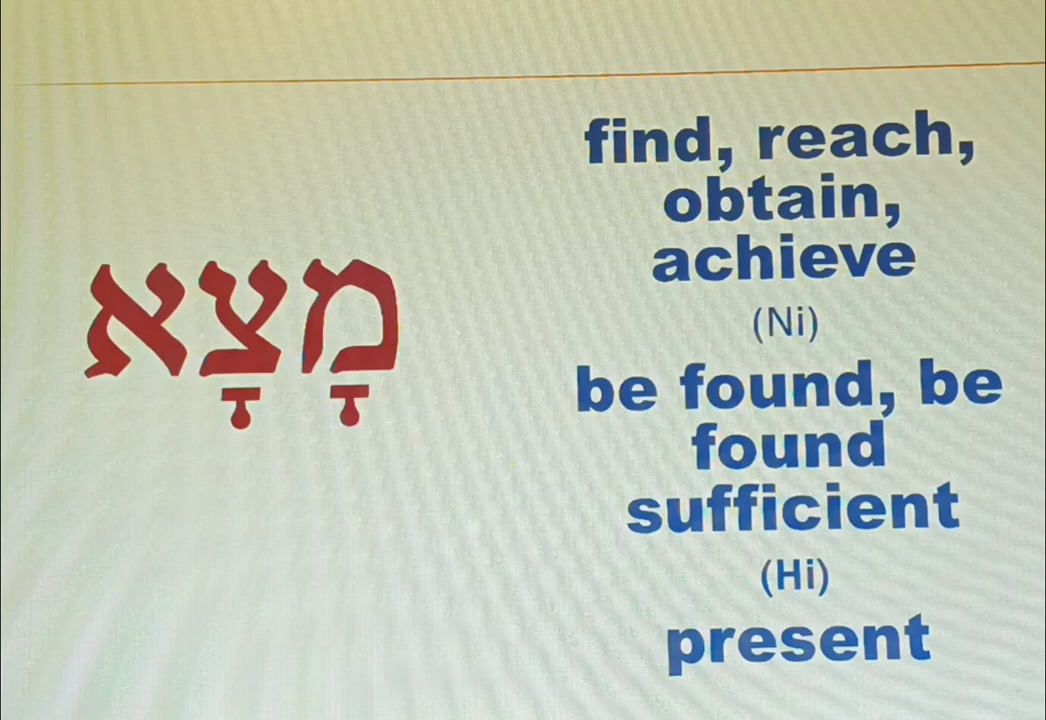 מָצָא
find, reach,
obtain,
achieve
(Ni)
be found, be
found
sufficient
(Hi)
present